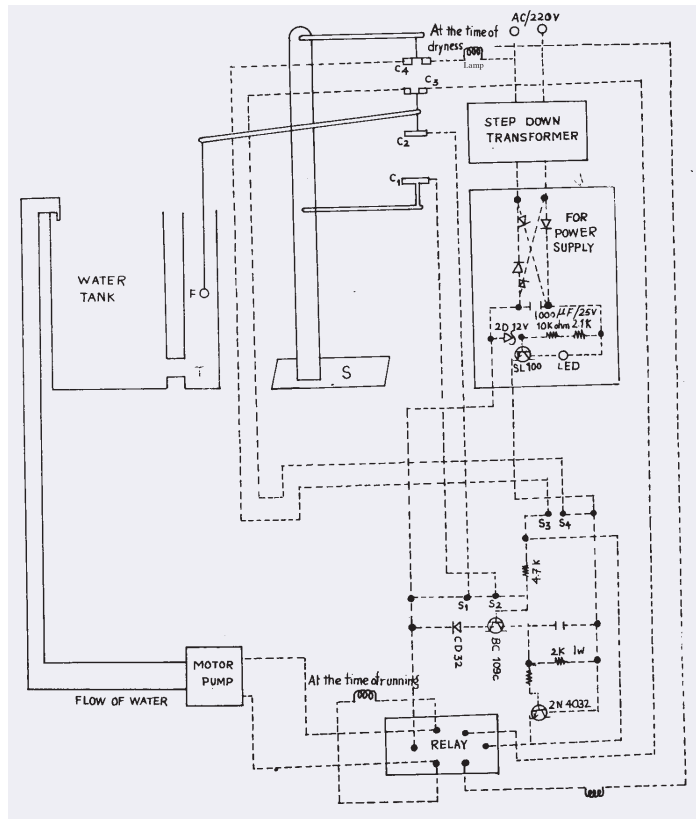 AC/220V
At the time of
dryness
Lamp
C4
C3
C2
C1
STEP DOWN
TRANSFORMER
FOR
POWER
SUPPLY
WATER
TANK
F
T
S
1000 µF/25V
2D 12V
10K ohm 2.1K
SL100
LED
S3
S4
4.7K
S1
S2
CD32
BC 109c
2K 1W
2N4032
MOTOR
PUMP
At the time of running
FLOW OF WATER
RELAY